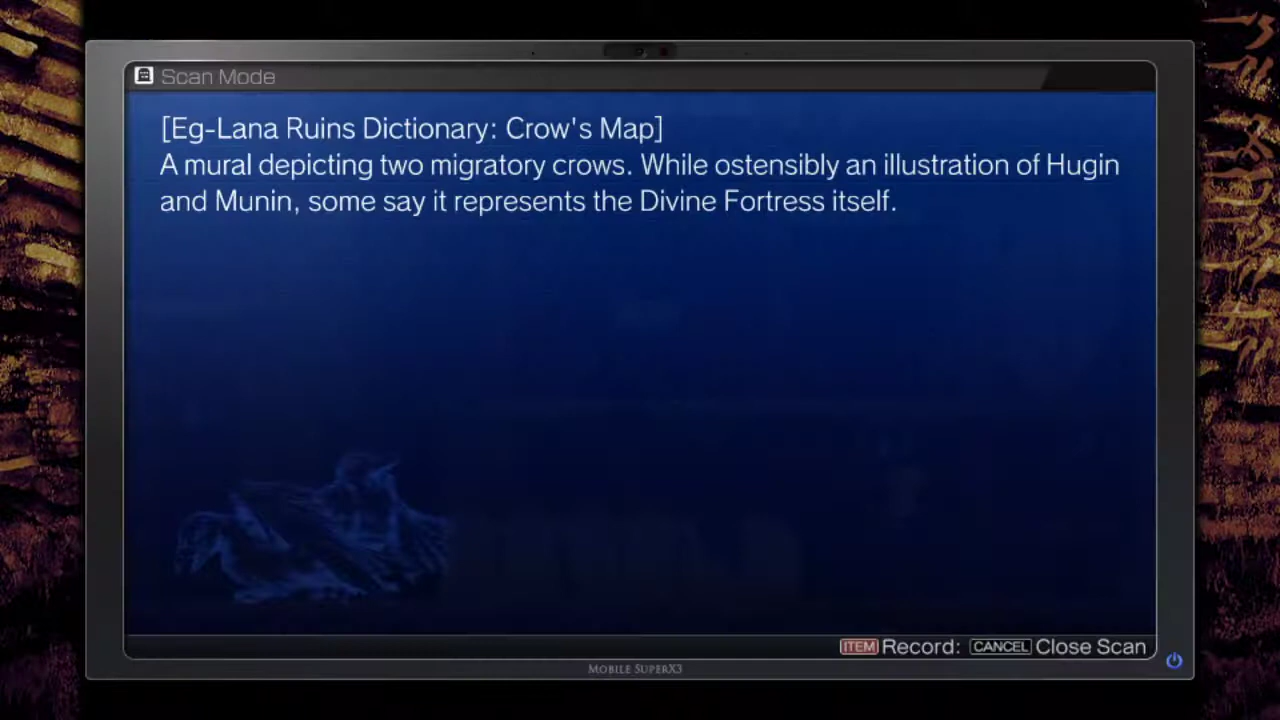 Scan Mode
[Eg-Lana Ruins Dictionary: Crow's Map]
A mural depicting two migratory crows. While ostensibly an illustration of Hugin
and Munin, some say it represents the Divine Fortress itself.
ITEM Record: CANCEL Close Scan
MOBILE SUPERX3